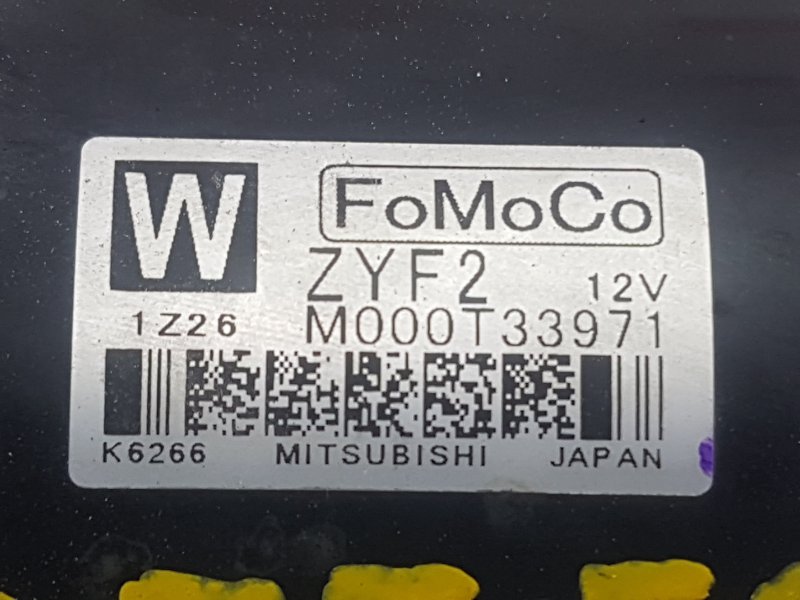 W
FoMoCo
ZYF2 12V
1Z26 M000T33971
K6266 MITSUBISHI JAPAN